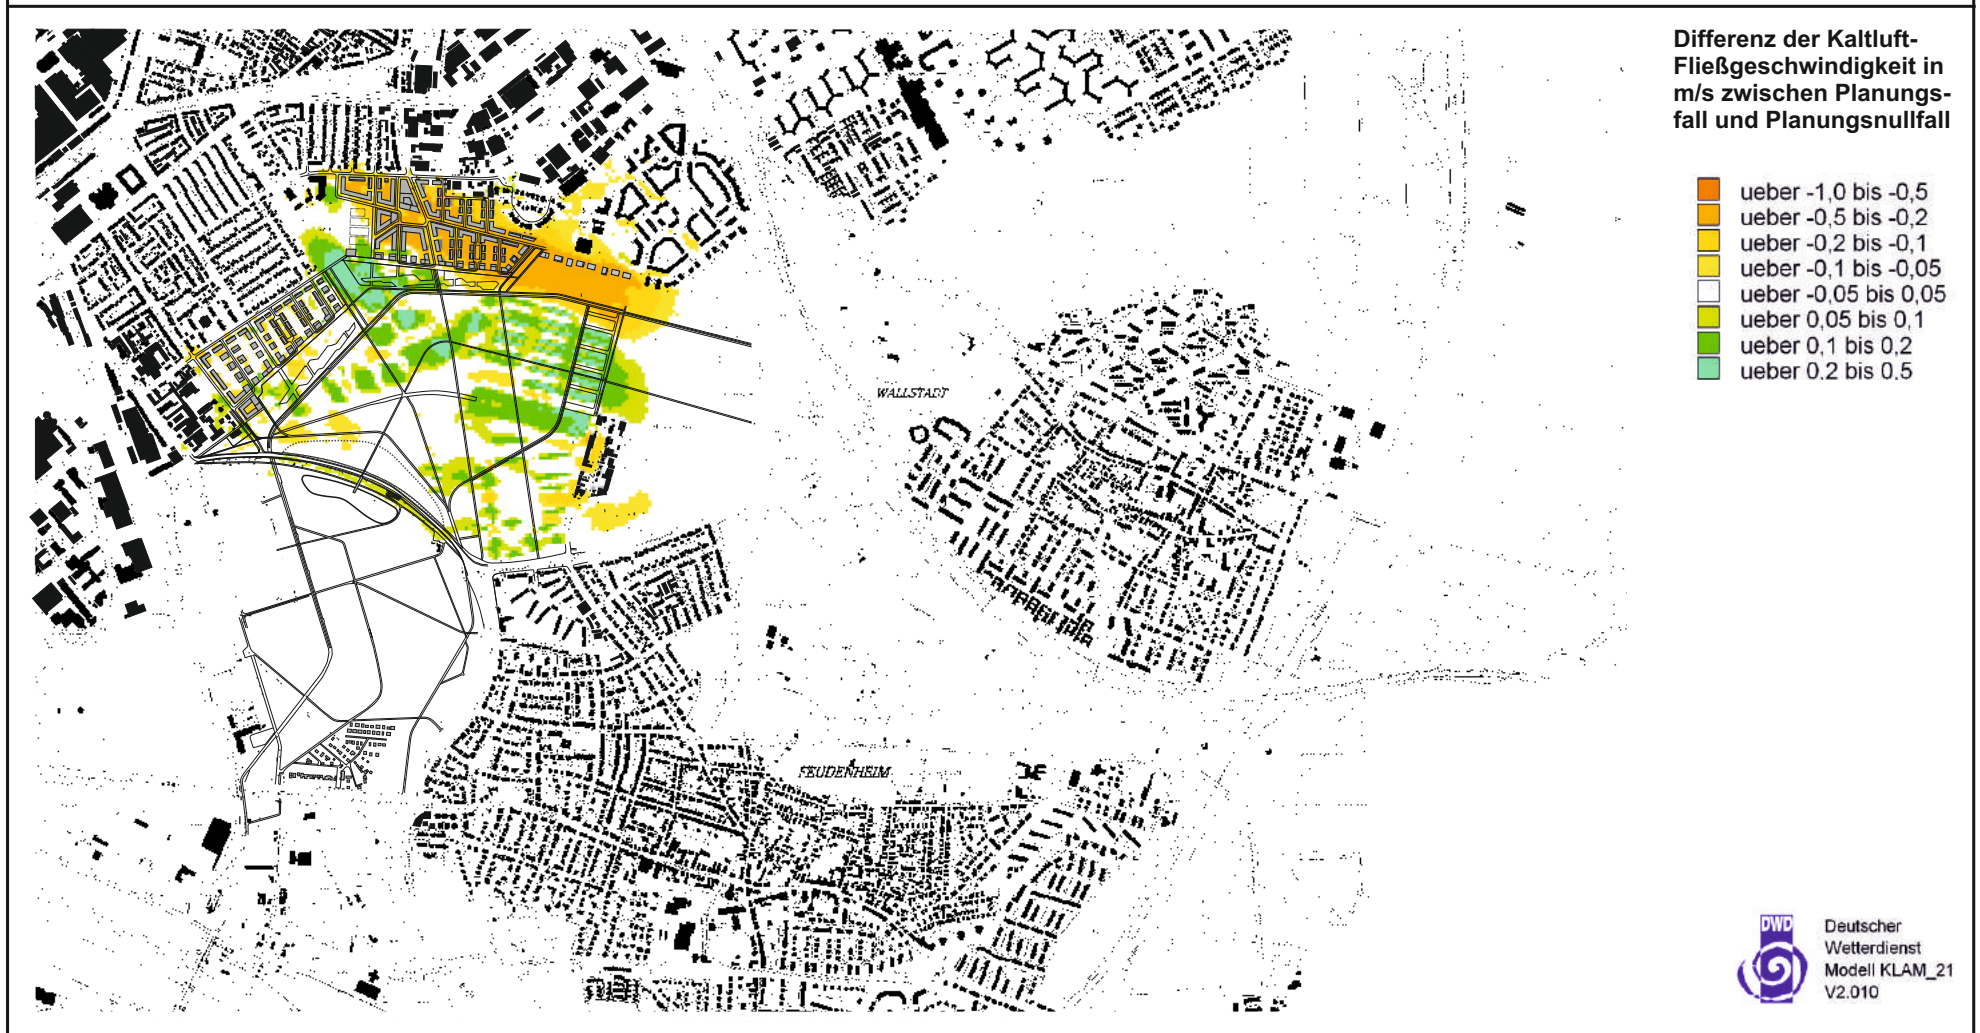 Differenz der Kaltluft-
Fließgeschwindigkeit in
m/s zwischen Planungs-
fall und Planungsnullfall
ueber -1,0 bis -0,5
ueber -0,5 bis -0,2
ueber -0,2 bis -0,1
ueber -0,1 bis -0,05
ueber -0,05 bis 0,05
ueber 0,05 bis 0,1
ueber 0,1 bis 0,2
ueber 0,2 bis 0,5
WALLSTADT
FEUDENHEIM
DWD
Deutscher
Wetterdienst
Modell KLAM_21
V2.010